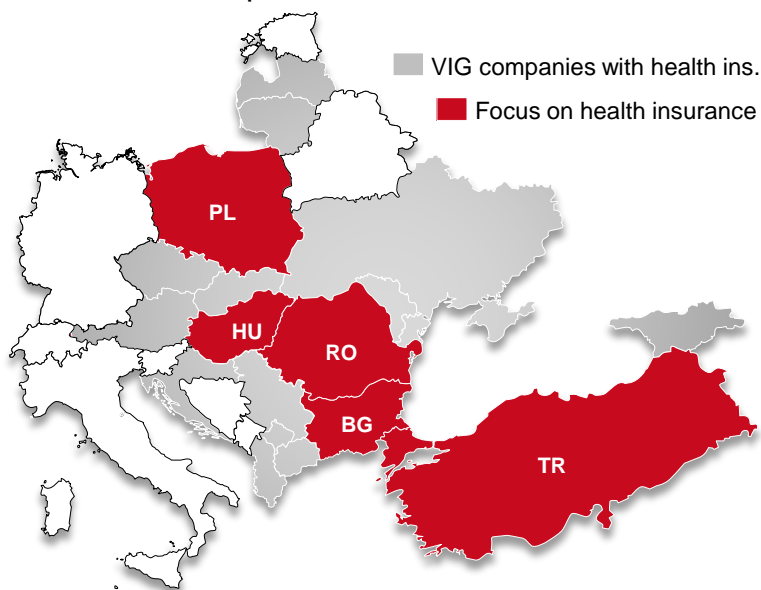 VIG companies with health ins.
Focus on health insurance
PL
HU
RO
BG
TR